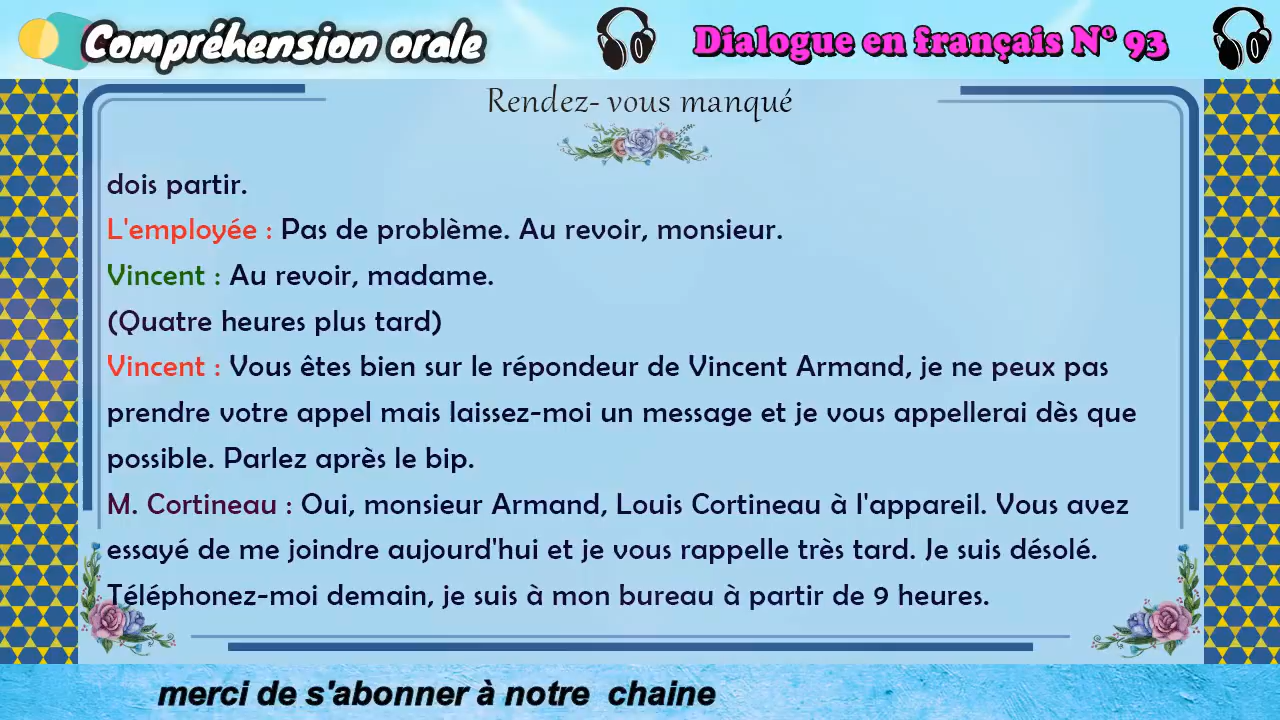 Compréhension orale
Dialogue en français N° 93
Rendez- vous manqué
dois partir.
L'employée : Pas de problème. Au revoir, monsieur.
Vincent : Au revoir, madame.
(Quatre heures plus tard)
Vincent : Vous êtes bien sur le répondeur de Vincent Armand, je ne peux pas
prendre votre appel mais laissez-moi un message et je vous appellerai dès que
possible. Parlez après le bip.
M. Cortineau : Oui, monsieur Armand, Louis Cortineau à l'appareil. Vous avez
essayé de me joindre aujourd'hui et je vous rappelle très tard. Je suis désolé.
Téléphonez-moi demain, je suis à mon bureau à partir de 9 heures.
merci de s'abonner à notre chaine